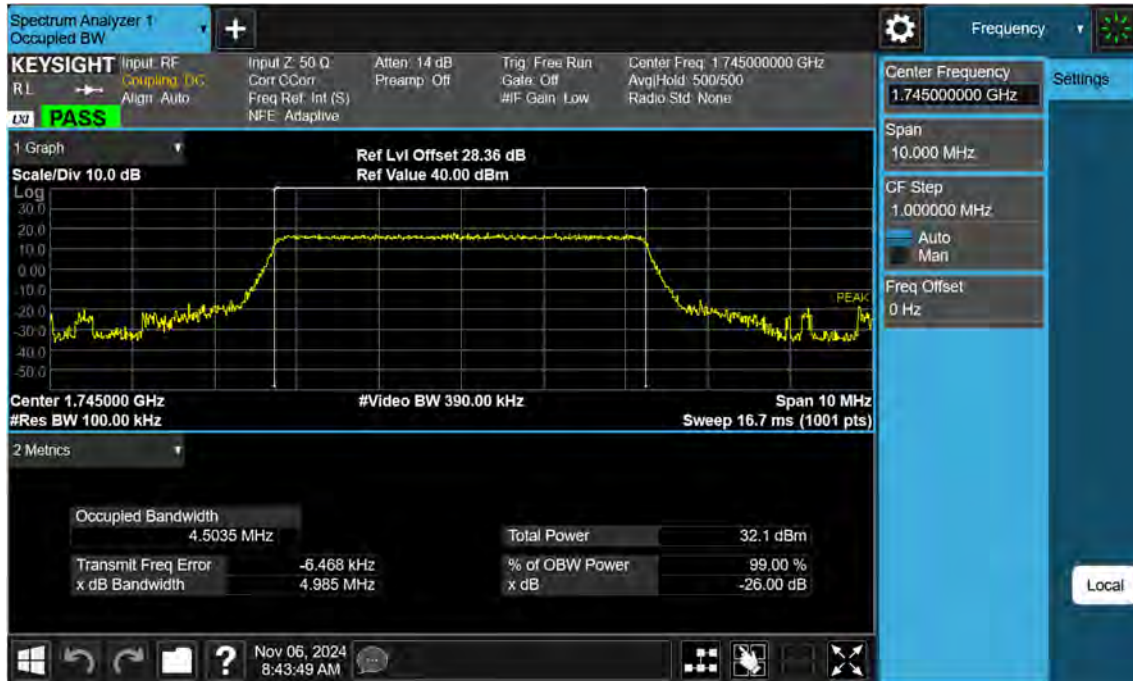 Spectrum Analyzer 1
Occupied BW
+
Frequency
KEYSIGHT
RL
LXI
PASS
Input: RF
Coupling: DC
Align: Auto
Input Z: 50 Ω
Corr CCorr
Freq Ref: Int (S)
NFE: Adaptive
Atten: 14 dB
Preamp: Off
Trig: Free Run
Gate: Off
#IF Gain: Low
Center Freq: 1.745000000 GHz
Avg|Hold: 500/500
Radio Std: None
1 Graph
Scale/Div 10.0 dB
Ref Lvl Offset 28.36 dB
Ref Value 40.00 dBm
Log
30.0
20.0
10.0
0.00
-10.0
-20.0
-30.0
-40.0
-50.0
PEAK
Center 1.745000 GHz
#Video BW 390.00 kHz
Span 10 MHz
#Res BW 100.00 kHz
Sweep 16.7 ms (1001 pts)
2 Metrics
Occupied Bandwidth
4.5035 MHz
Total Power 32.1 dBm
Transmit Freq Error -6.468 kHz
% of OBW Power 99.00 %
x dB Bandwidth 4.985 MHz
x dB -26.00 dB
?
Nov 06, 2024
8:43:49 AM
Center Frequency
1.745000000 GHz
Settings
Span
10.000 MHz
CF Step
1.000000 MHz
Auto
Man
Freq Offset
0 Hz
Local